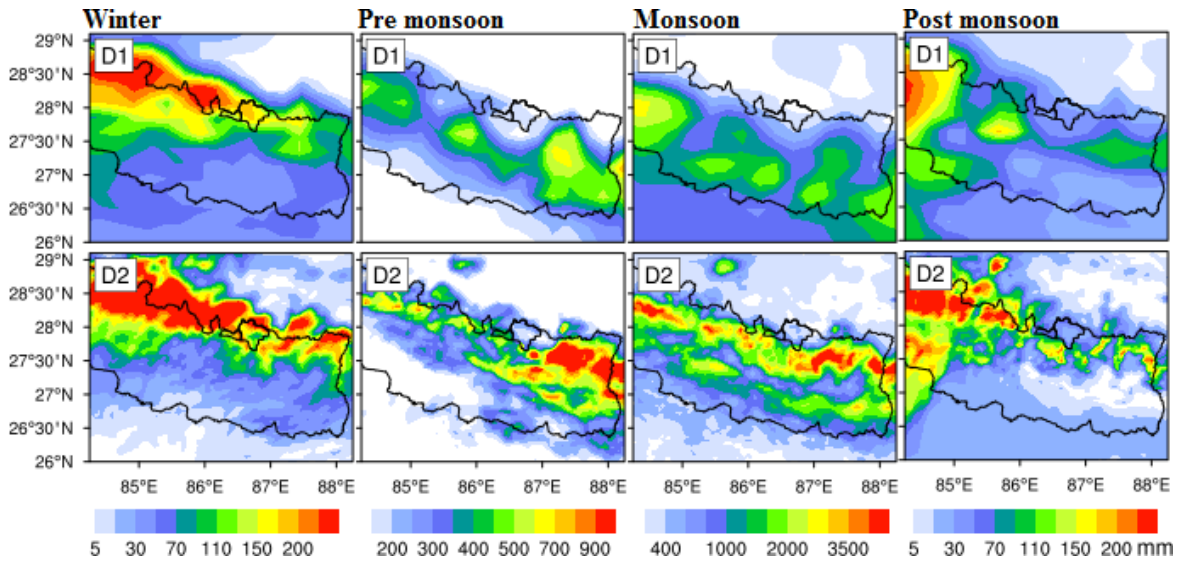 Winter Pre monsoon Monsoon Post monsoon
29°N D1 D1 D1 D1
28°30'N
28°N
27°30'N
27°N
26°30'N
26°N
29°N D2 D2 D2 D2
28°30'N
28°N
27°30'N
27°N
26°30'N
26°N
85°E 86°E 87°E 88°E 85°E 86°E 87°E 88°E 85°E 86°E 87°E 88°E 85°E 86°E 87°E 88°E
5 30 70 110 150 200 200 300 400 500 700 900 400 1000 2000 3500 5 30 70 110 150 200 mm